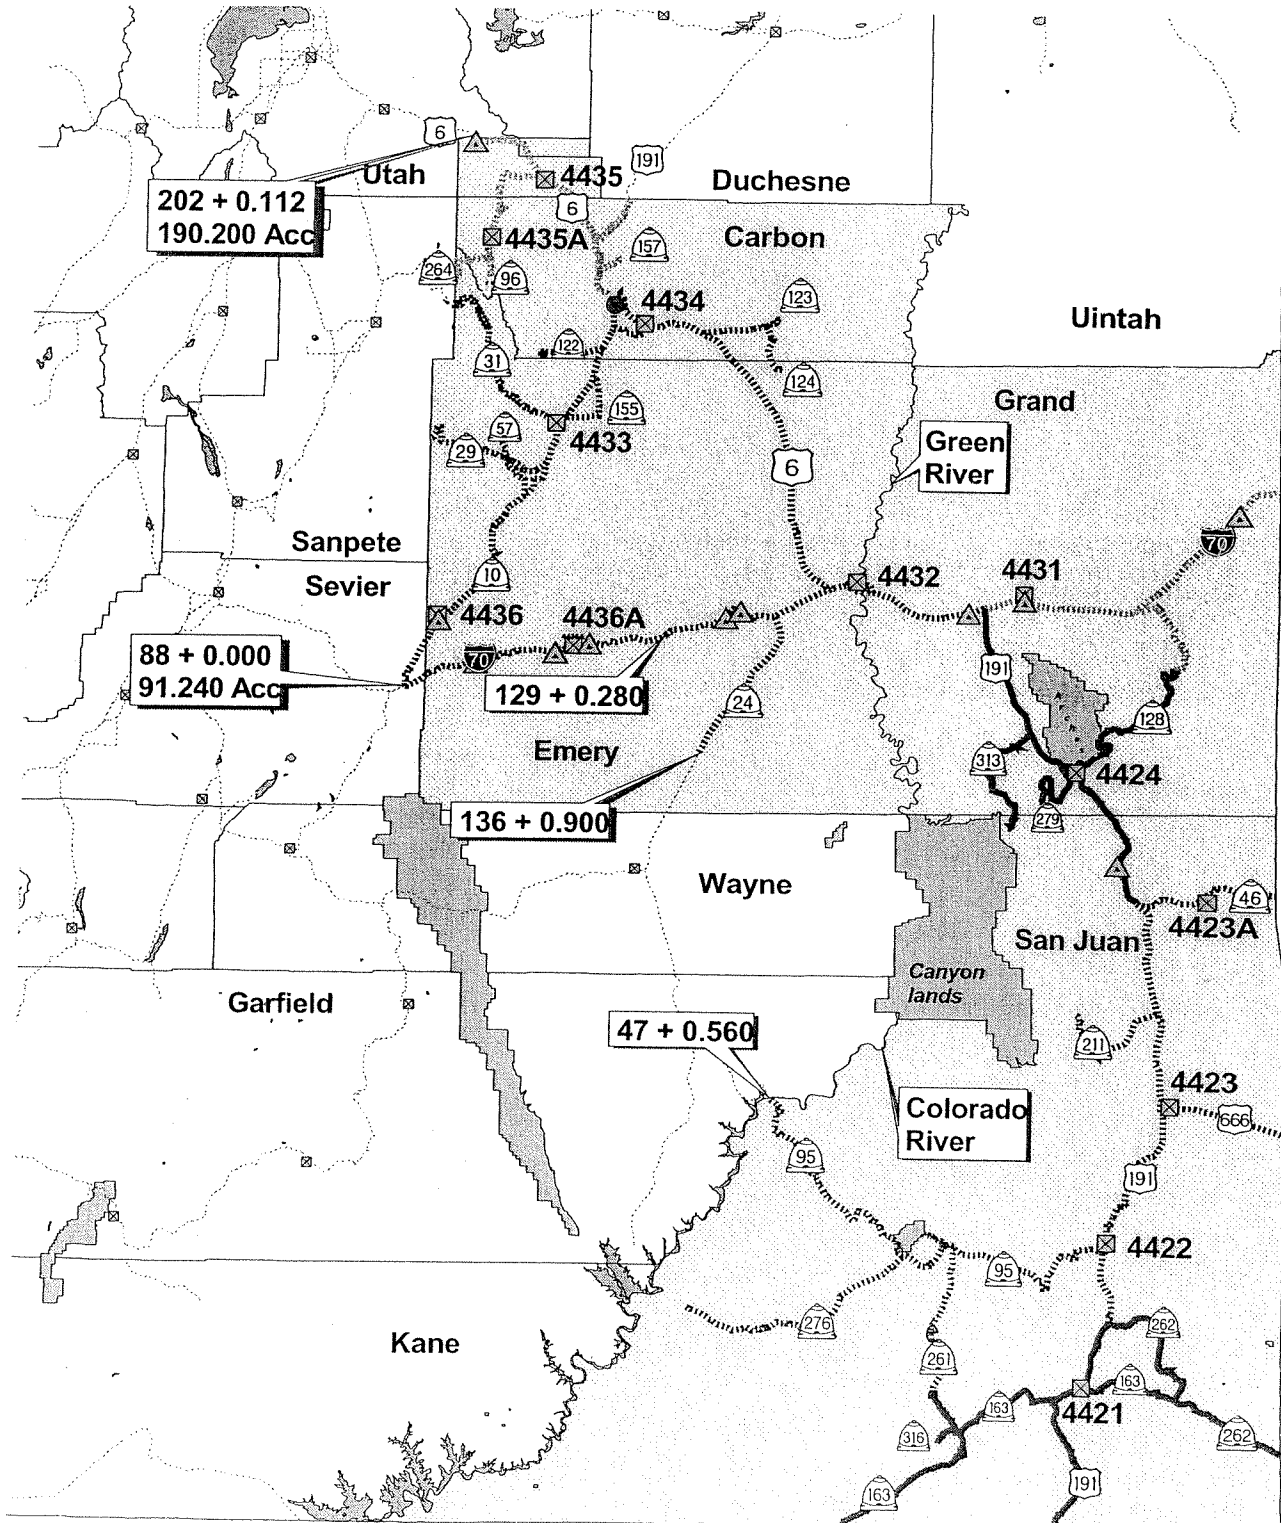 6
191
Utah
4435
Duchesne
202 + 0.112
190.200 Acc
6
4435A
157
Carbon
264
96
4434
123
Uintah
122
31
124
155
Grand
57
4433
Green
River
29
6
Sanpete
70
10
4432
4431
Sevier
4436
4436A
88 + 0.000
91.240 Acc
70
191
129 + 0.280
24
128
Emery
313
4424
136 + 0.900
279
Wayne
46
4423A
San Juan
Canyon
lands
Garfield
47 + 0.560
211
4423
Colorado
River
666
95
191
4422
95
276
262
Kane
261
163
163
4421
316
262
163
191